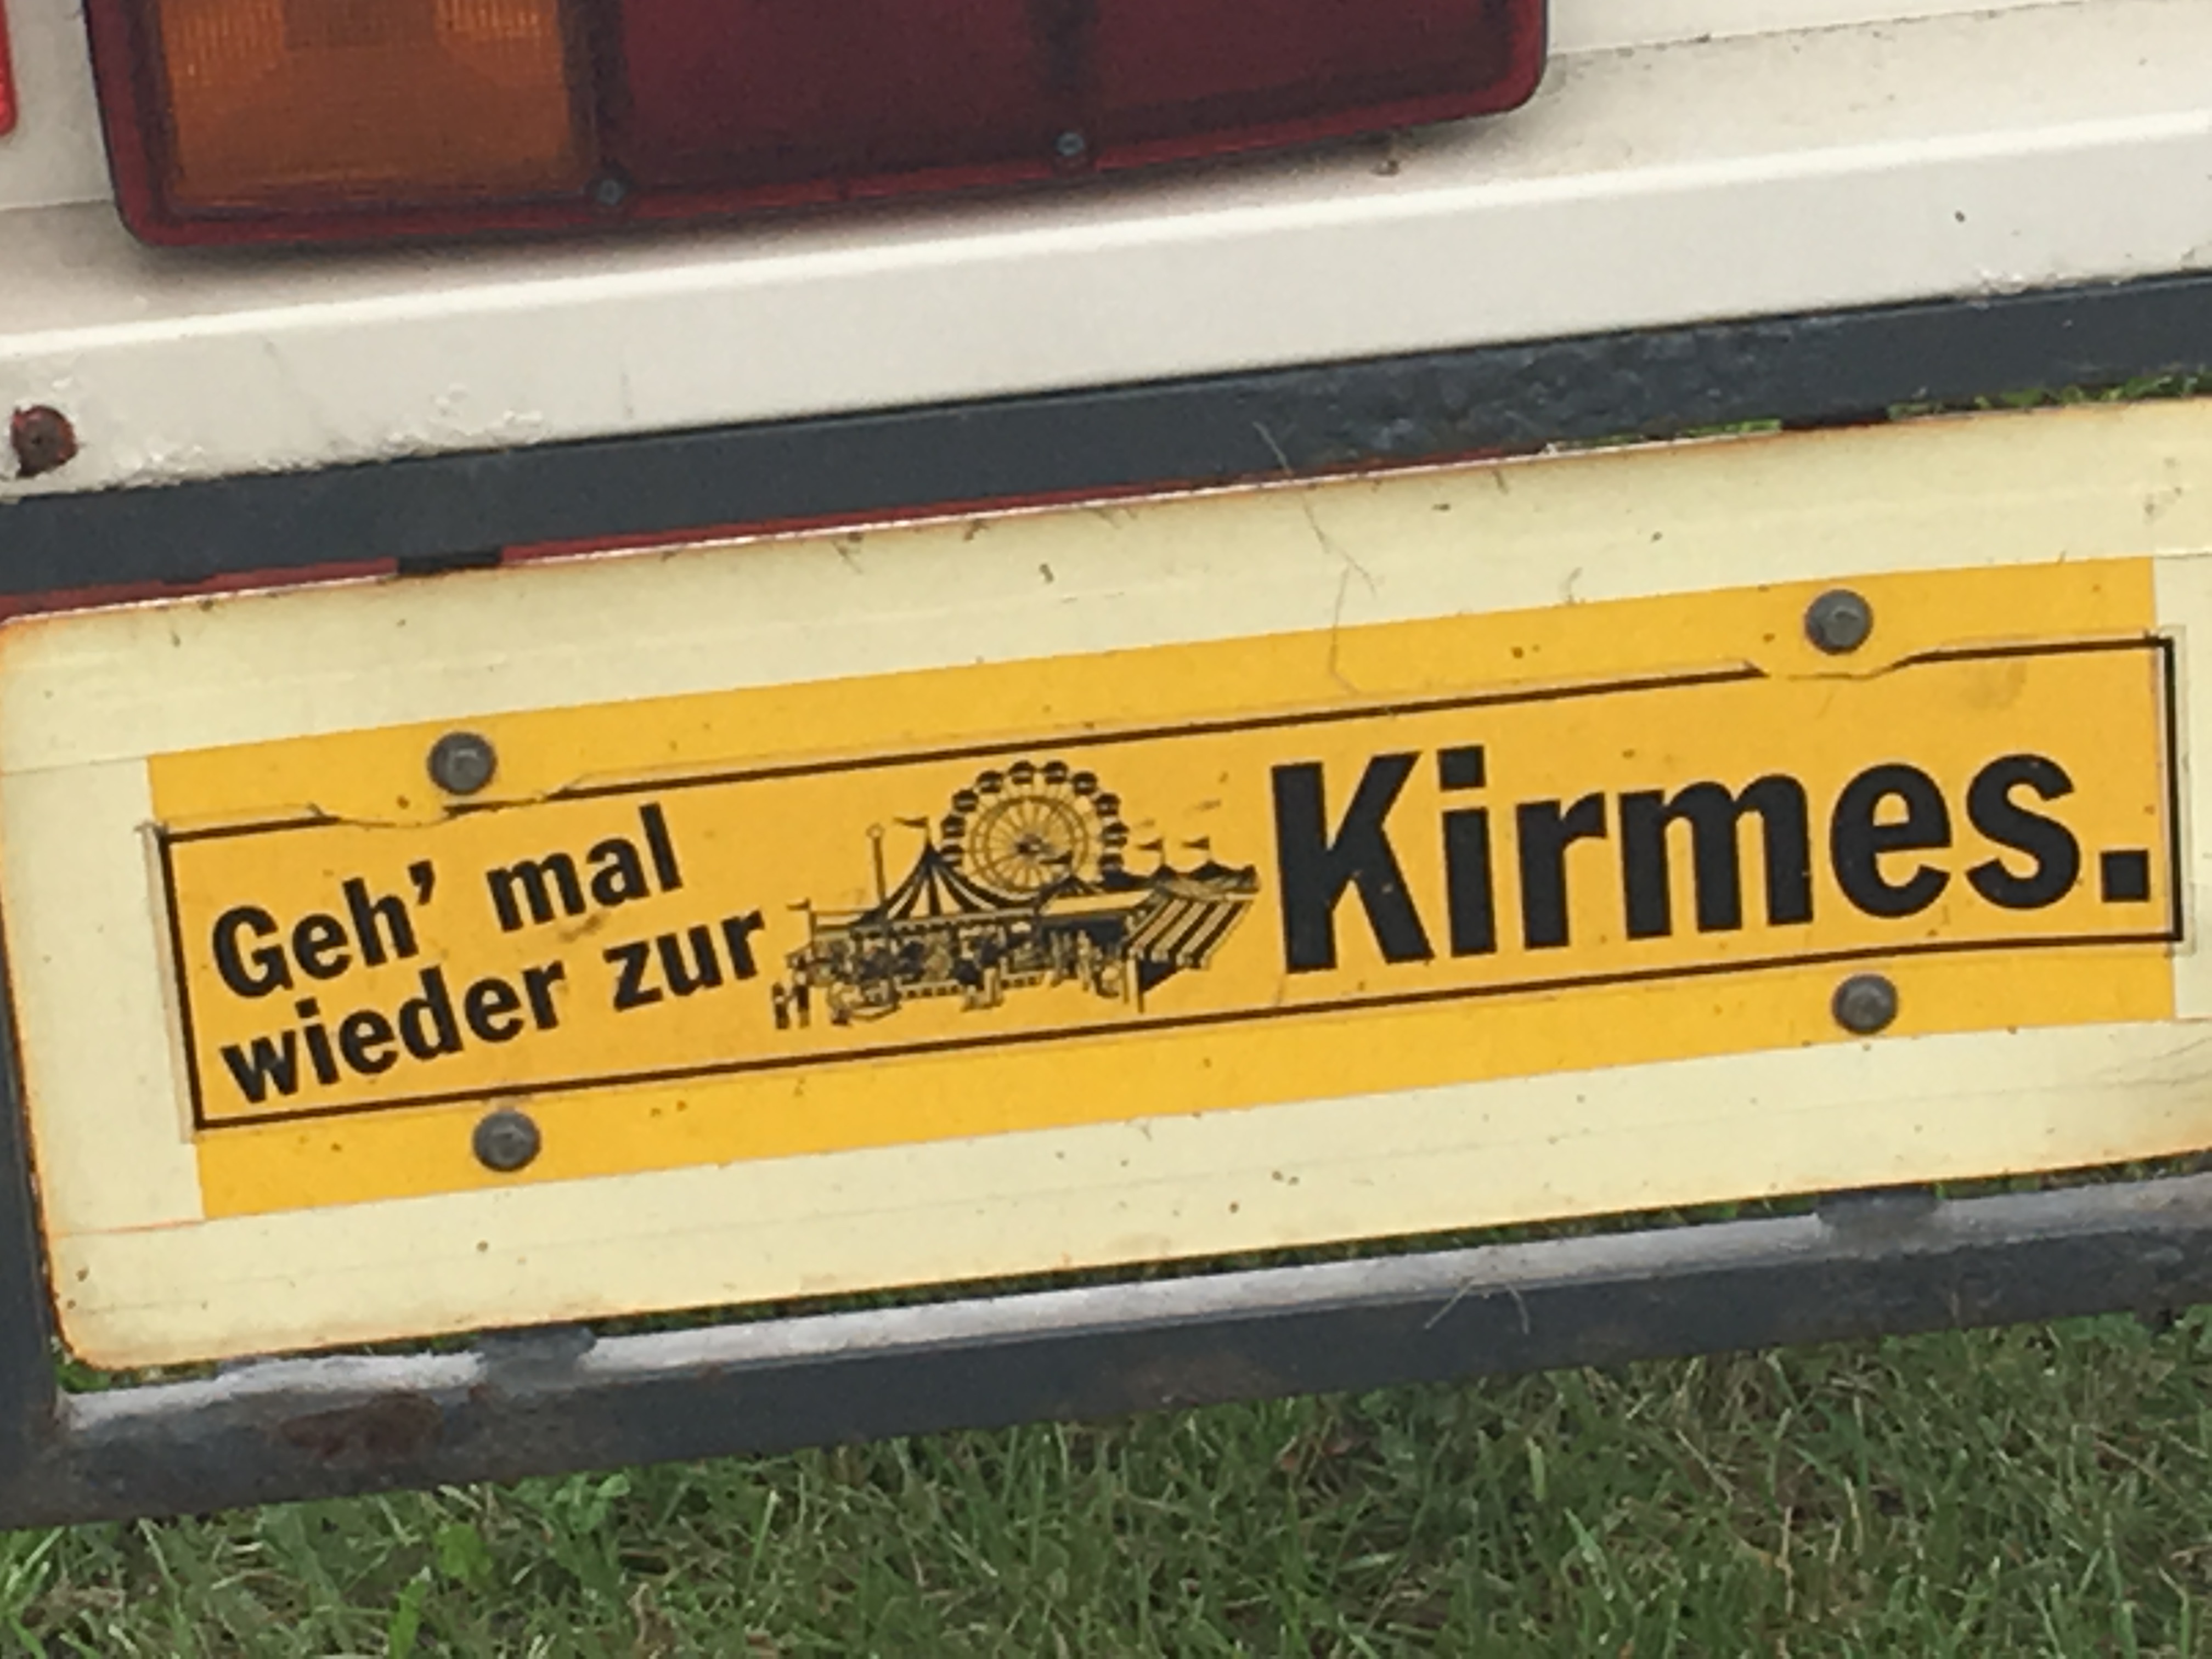 Geh' mal
wieder zur
Kirmes.